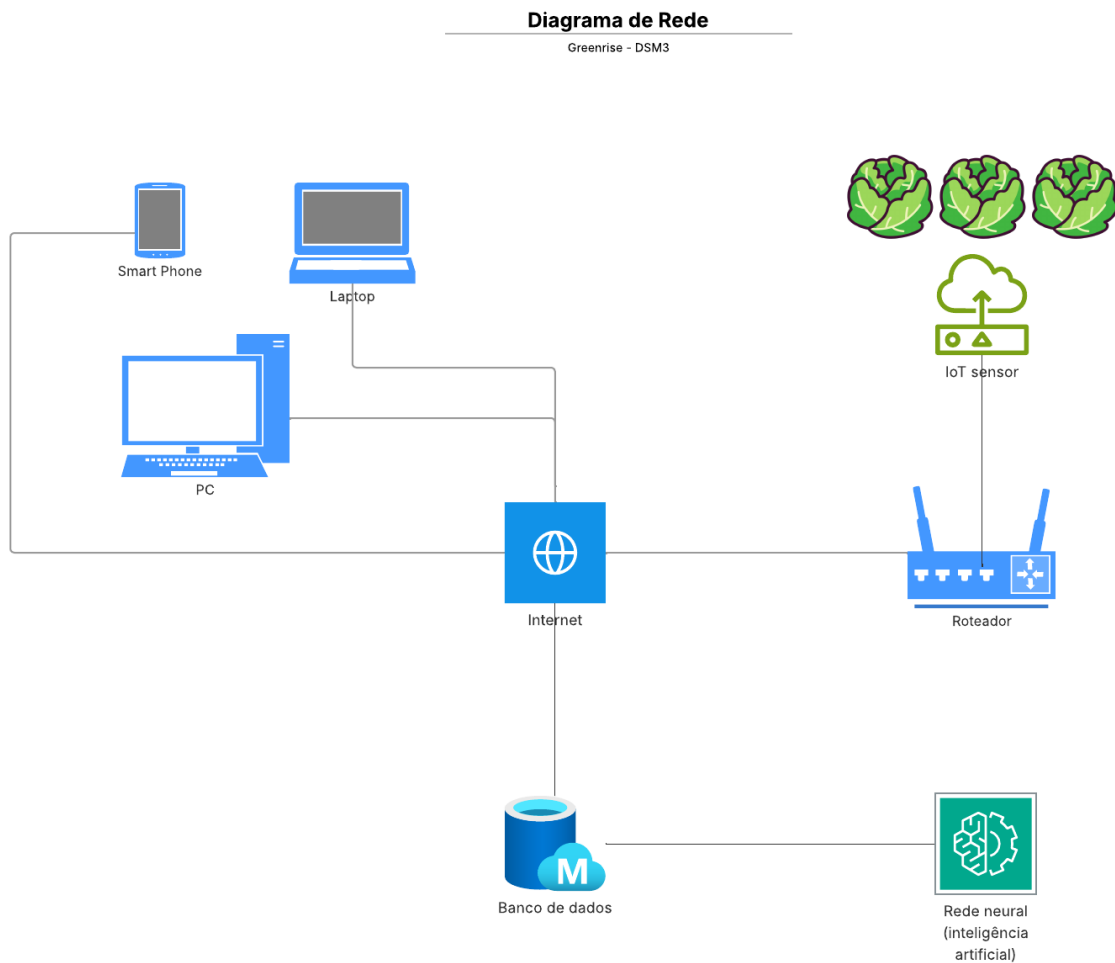 Diagrama de Rede
Greenrise - DSM3
Smart Phone
Laptop
IoT sensor
PC
Internet
Roteador
M
Banco de dados
Rede neural
(inteligência
artificial)